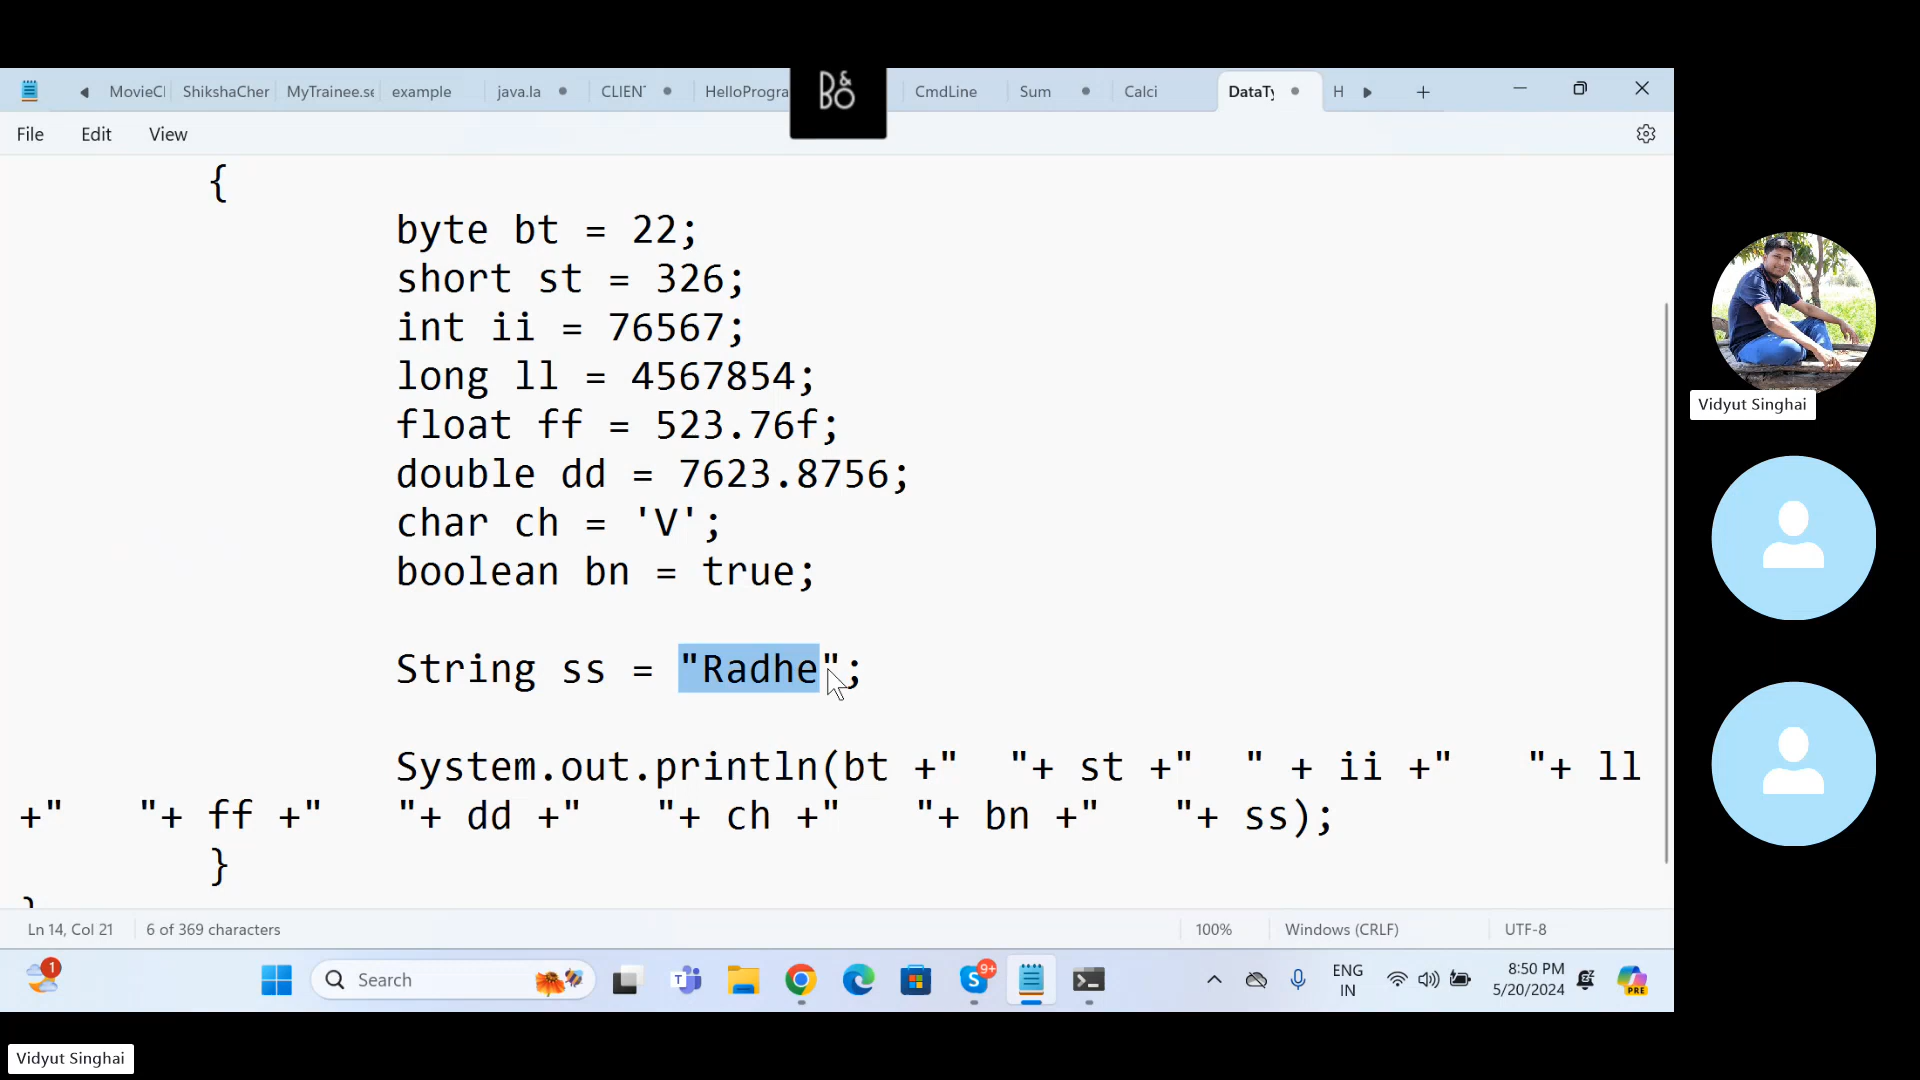 B&O
MovieCl ShikshaCher MyTrainee.se example java.la CLIENT HelloProgra CmdLine Sum Calci DataTy H
File Edit View
{
byte bt = 22;
short st = 326;
int ii = 76567;
long ll = 4567854;
float ff = 523.76f;
double dd = 7623.8756;
char ch = 'V';
boolean bn = true;
String ss = "Radhe";
System.out.println(bt +"  "+ st +"  " + ii +"   "+ ll
+"   "+ ff +"   "+ dd +"   "+ ch +"   "+ bn +"   "+ ss);
}
}
Ln 14, Col 21 6 of 369 characters 100% Windows (CRLF) UTF-8
1 Search 9+ ENG IN 8:50 PM 5/20/2024 PRE
Vidyut Singhai
Vidyut Singhai